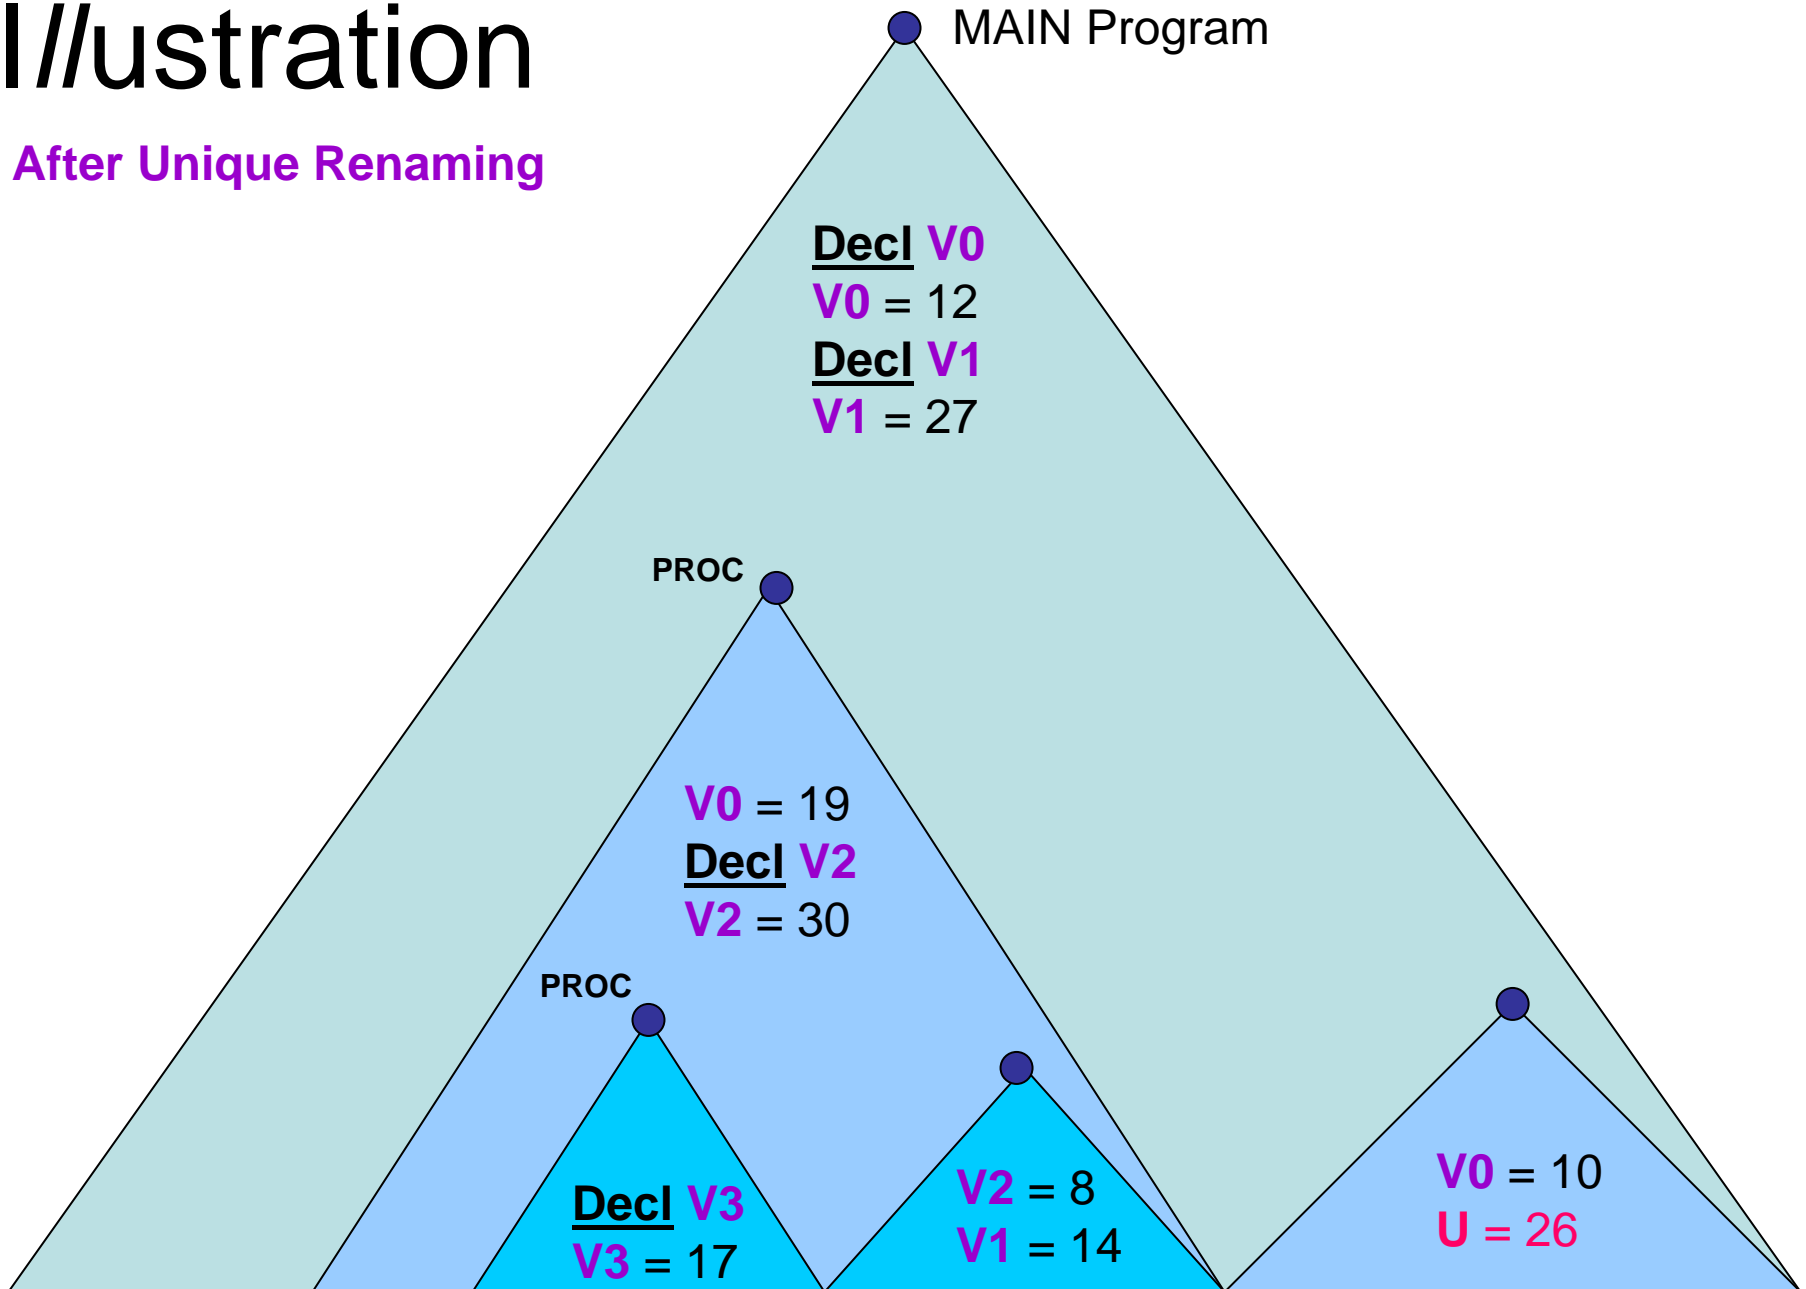 Illustration
MAIN Program
After Unique Renaming
Decl V0
V0 = 12
Decl V1
V1 = 27
PROC
V0 = 19
Decl V2
V2 = 30
PROC
Decl V3
V3 = 17
V2 = 8
V1 = 14
V0 = 10
U = 26